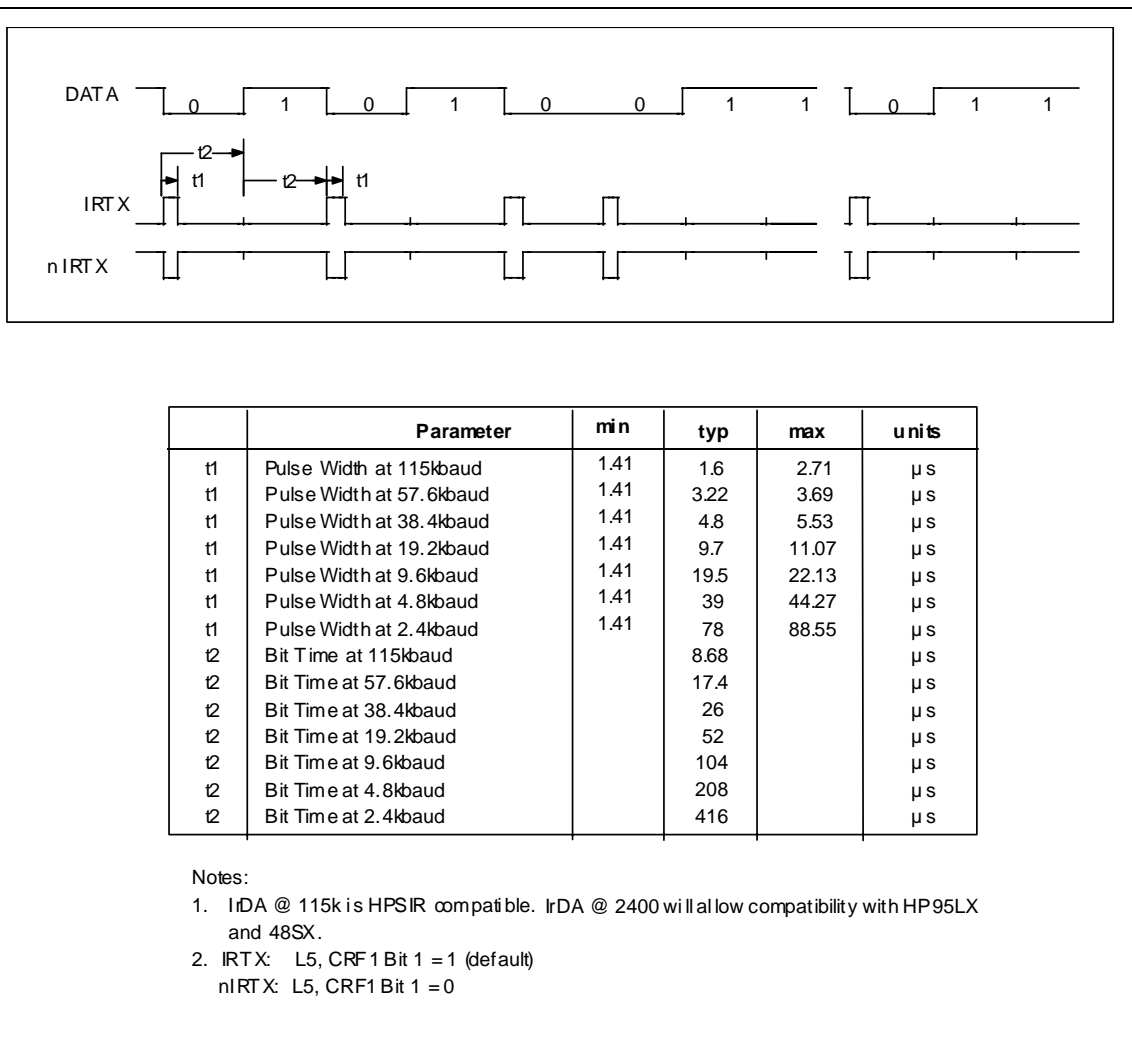 DATA 0 1 0 1 0 0 1 1 0 1 1
t2
t1 t2 t1
IRTX
nIRTX
Parameter min typ max units
t1 Pulse Width at 115kbaud 1.41 1.6 2.71 µs
t1 Pulse Width at 57.6kbaud 1.41 3.22 3.69 µs
t1 Pulse Width at 38.4kbaud 1.41 4.8 5.53 µs
t1 Pulse Width at 19.2kbaud 1.41 9.7 11.07 µs
t1 Pulse Width at 9.6kbaud 1.41 19.5 22.13 µs
t1 Pulse Width at 4.8kbaud 1.41 39 44.27 µs
t1 Pulse Width at 2.4kbaud 1.41 78 88.55 µs
t2 Bit Time at 115kbaud 8.68 µs
t2 Bit Time at 57.6kbaud 17.4 µs
t2 Bit Time at 38.4kbaud 26 µs
t2 Bit Time at 19.2kbaud 52 µs
t2 Bit Time at 9.6kbaud 104 µs
t2 Bit Time at 4.8kbaud 208 µs
t2 Bit Time at 2.4kbaud 416 µs
Notes:
1. IrDA @ 115k is HPSIR compatible. IrDA @ 2400 will allow compatibility with HP95LX
and 48SX.
2. IRTX: L5, CRF1 Bit 1 = 1 (default)
nIRTX: L5, CRF1 Bit 1 = 0